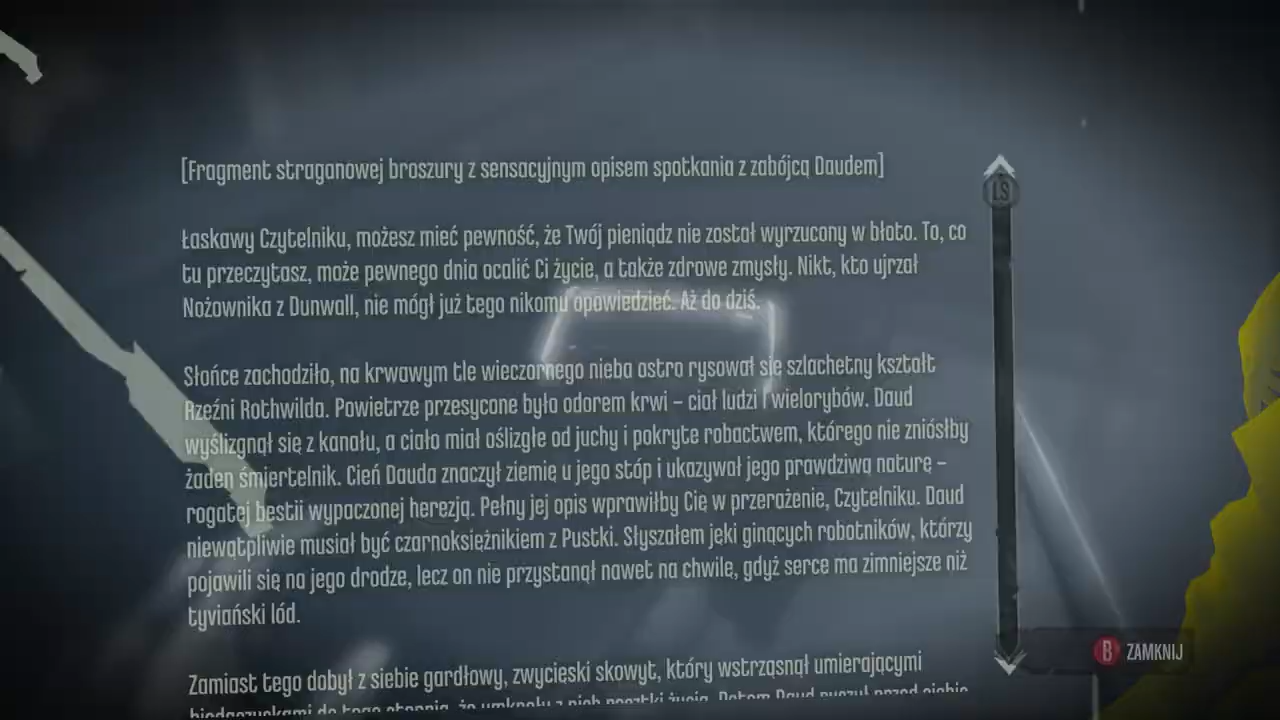 [Fragment straganowej broszury z sensacyjnym opisem spotkania z zabójcą Daudem]
Łaskawy Czytelniku, możesz mieć pewność, że Twój pieniądz nie został wyrzucony w błoto. To, co
tu przeczytasz, może pewnego dnia ocalić Ci życie, a także zdrowe zmysły. Nikt, kto ujrzał
Nożownika z Dunwall, nie mógł już tego nikomu opowiedzieć. Aż do dziś.
Słońce zachodziło, na krwawym tle wieczornego nieba ostro rysował się szlachetny kształt
Rzeźni Rothwilda. Powietrze przesycone było odorem krwi – ciał ludzi i wielorybów. Daud
wyślizgnął się z kanału, a ciało miał oślizgłe od juchy i pokryte robactwem, którego nie zniósłby
żaden śmiertelnik. Cień Dauda znaczył ziemię u jego stóp i ukazywał jego prawdziwą naturę –
rogatej bestii wypaczonej herezją. Pełny jej opis wprawiłby Cię w przerażenie, Czytelniku. Daud
niewątpliwie musiał być czarnoksiężnikiem z Pustki. Słyszałem jęki ginących robotników, którzy
pojawili się na jego drodze, lecz on nie przystanął nawet na chwilę, gdyż serce ma zimniejsze niż
tyviański lód.
Zamiast tego dobył z siebie gardłowy, zwycięski skowyt, który wstrząsnął umierającymi
LS
B ZAMKNIJ